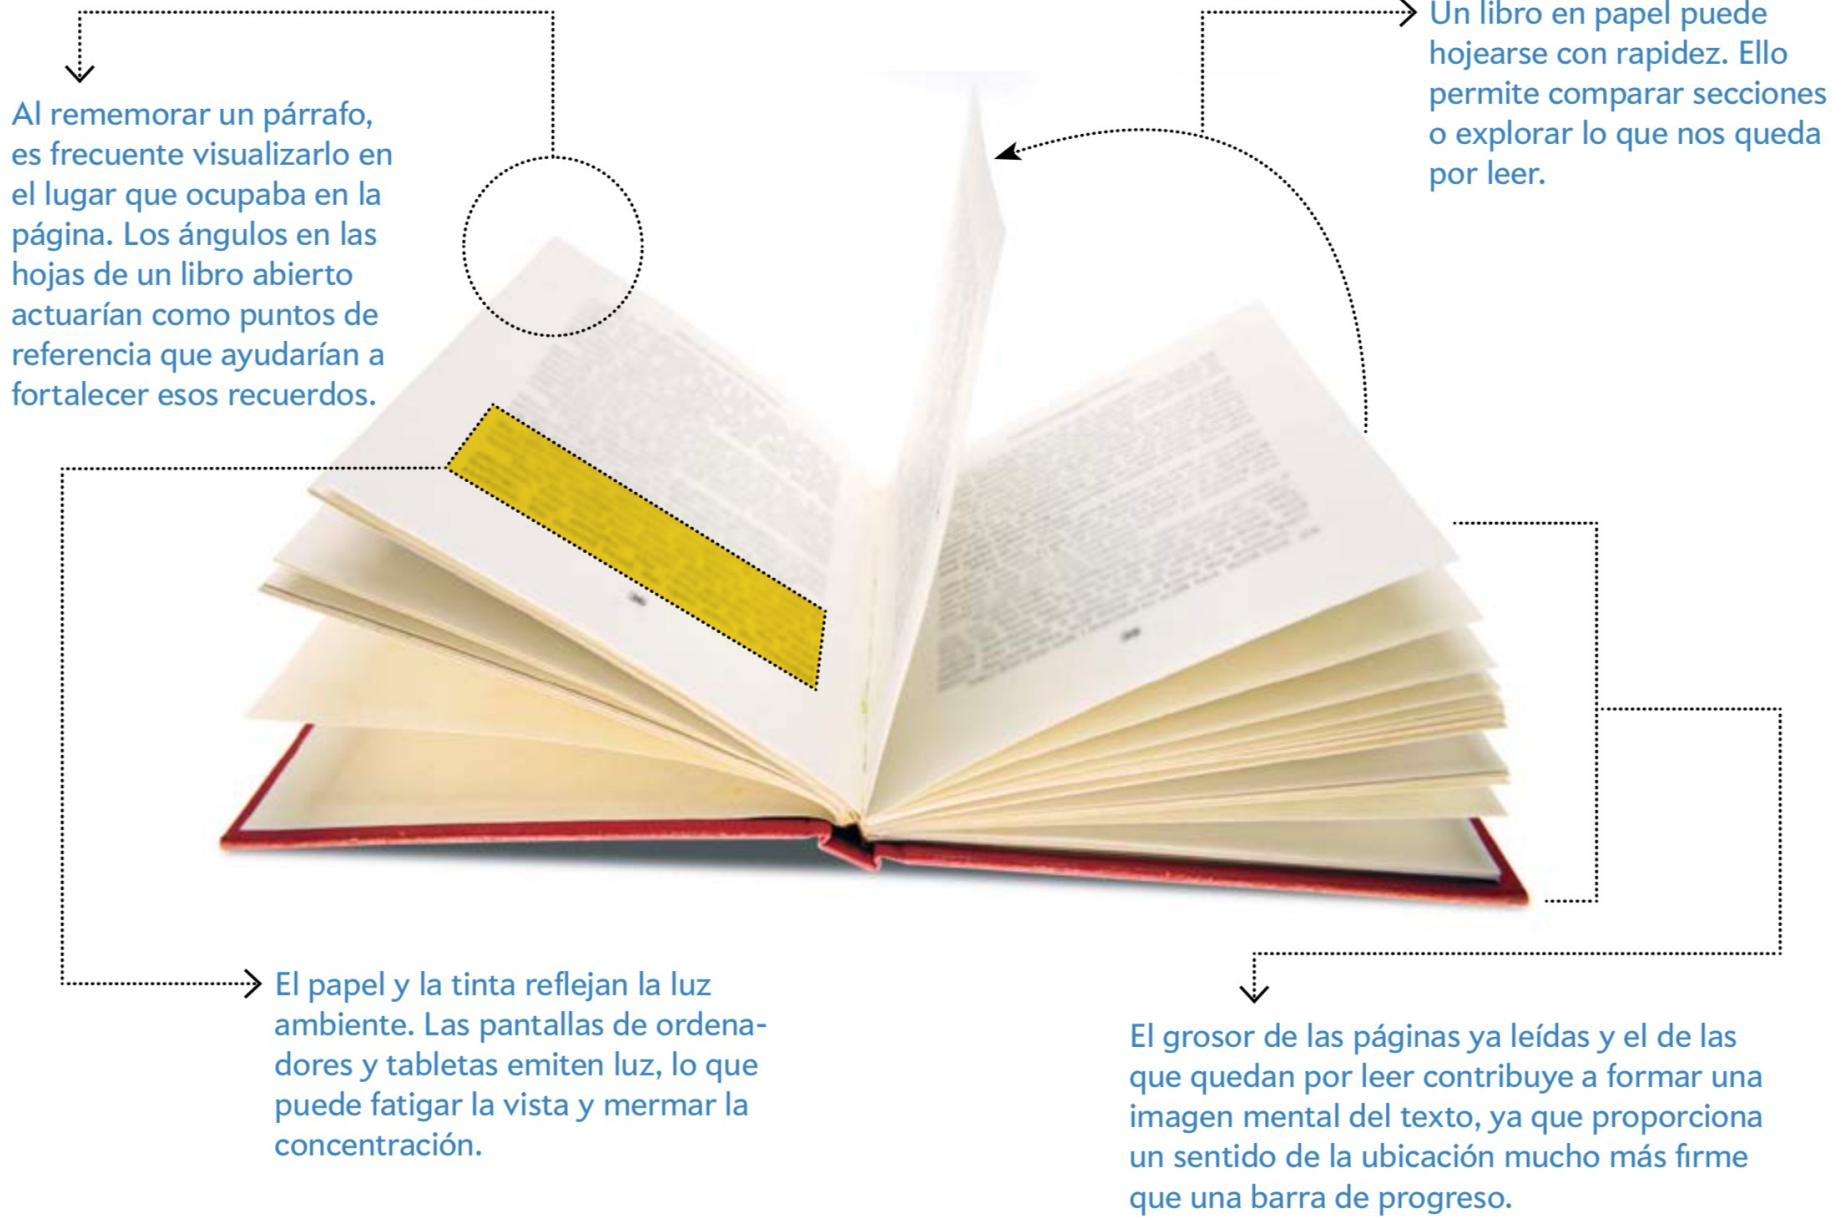 Al rememorar un párrafo,
es frecuente visualizarlo en
el lugar que ocupaba en la
página. Los ángulos en las
hojas de un libro abierto
actuarían como puntos de
referencia que ayudarían a
fortalecer esos recuerdos.
Un libro en papel puede
hojearse con rapidez. Ello
permite comparar secciones
o explorar lo que nos queda
por leer.
El papel y la tinta reflejan la luz
ambiente. Las pantallas de ordena-
dores y tabletas emiten luz, lo que
puede fatigar la vista y mermar la
concentración.
El grosor de las páginas ya leídas y el de las
que quedan por leer contribuye a formar una
imagen mental del texto, ya que proporciona
un sentido de la ubicación mucho más firme
que una barra de progreso.